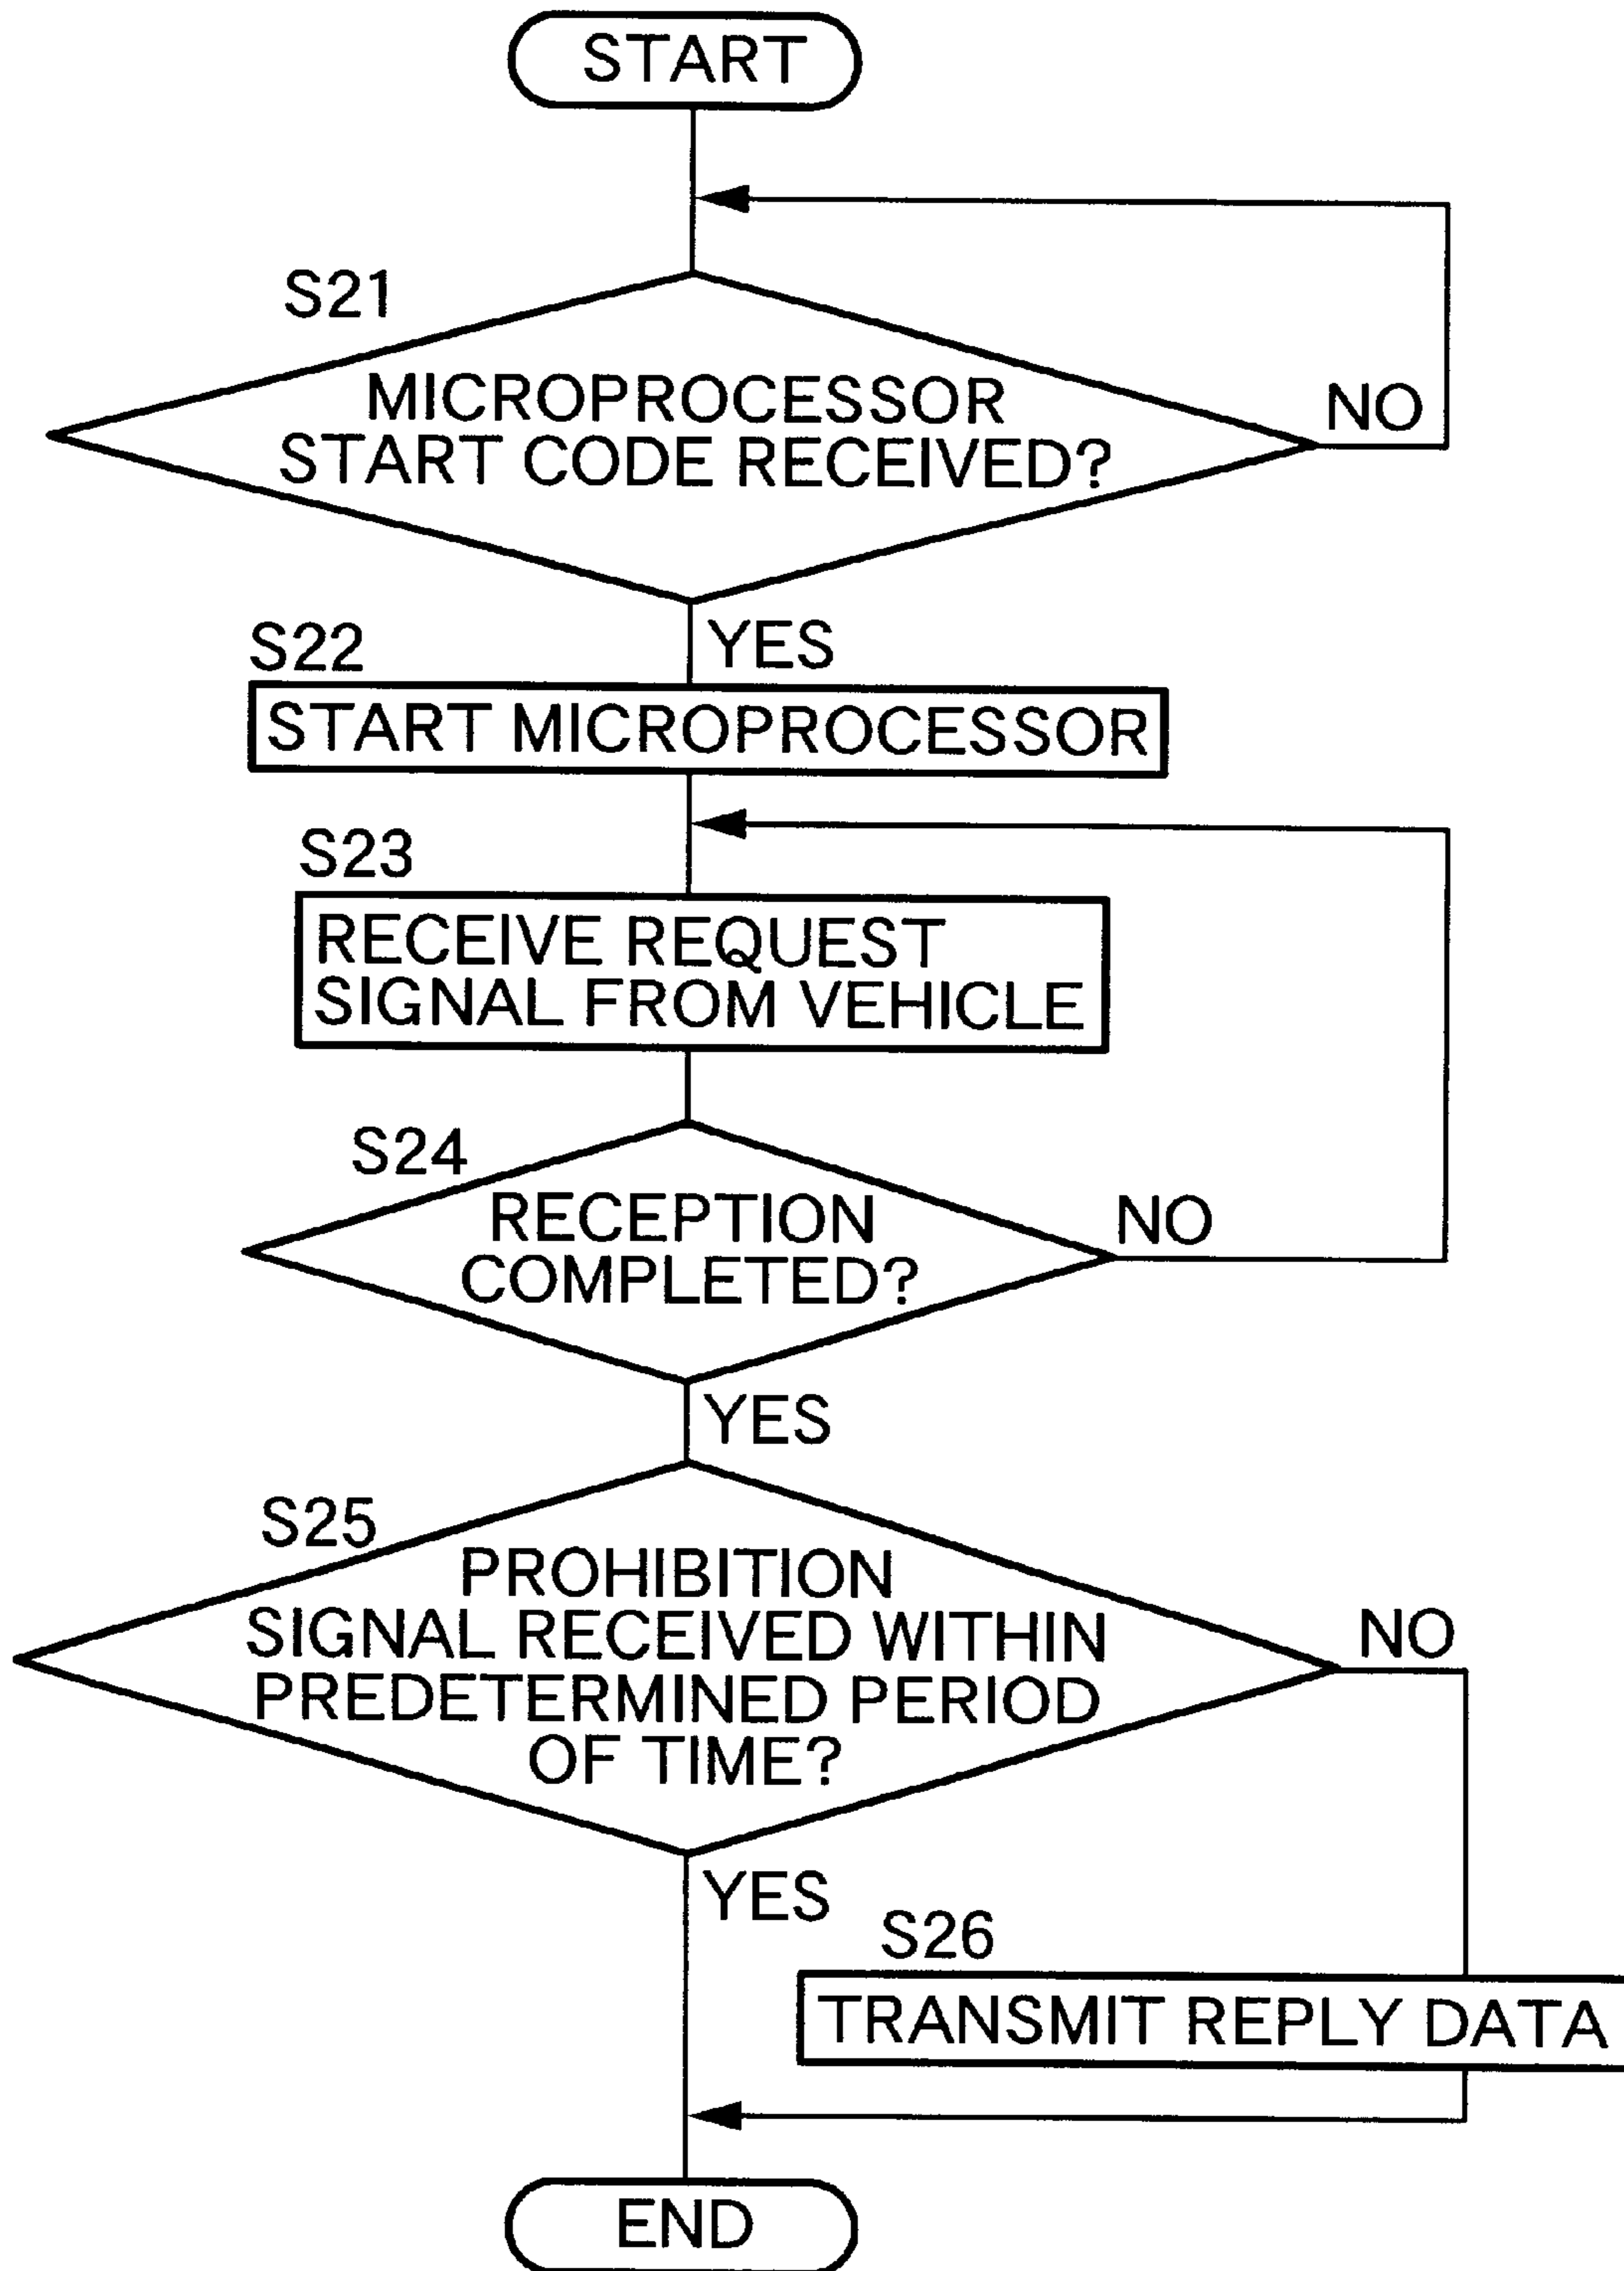 START
S21
MICROPROCESSOR
START CODE RECEIVED?
NO
YES
S22
START MICROPROCESSOR
S23
RECEIVE REQUEST
SIGNAL FROM VEHICLE
S24
RECEPTION
COMPLETED?
NO
YES
S25
PROHIBITION
SIGNAL RECEIVED WITHIN
PREDETERMINED PERIOD
OF TIME?
NO
YES
S26
TRANSMIT REPLY DATA
END